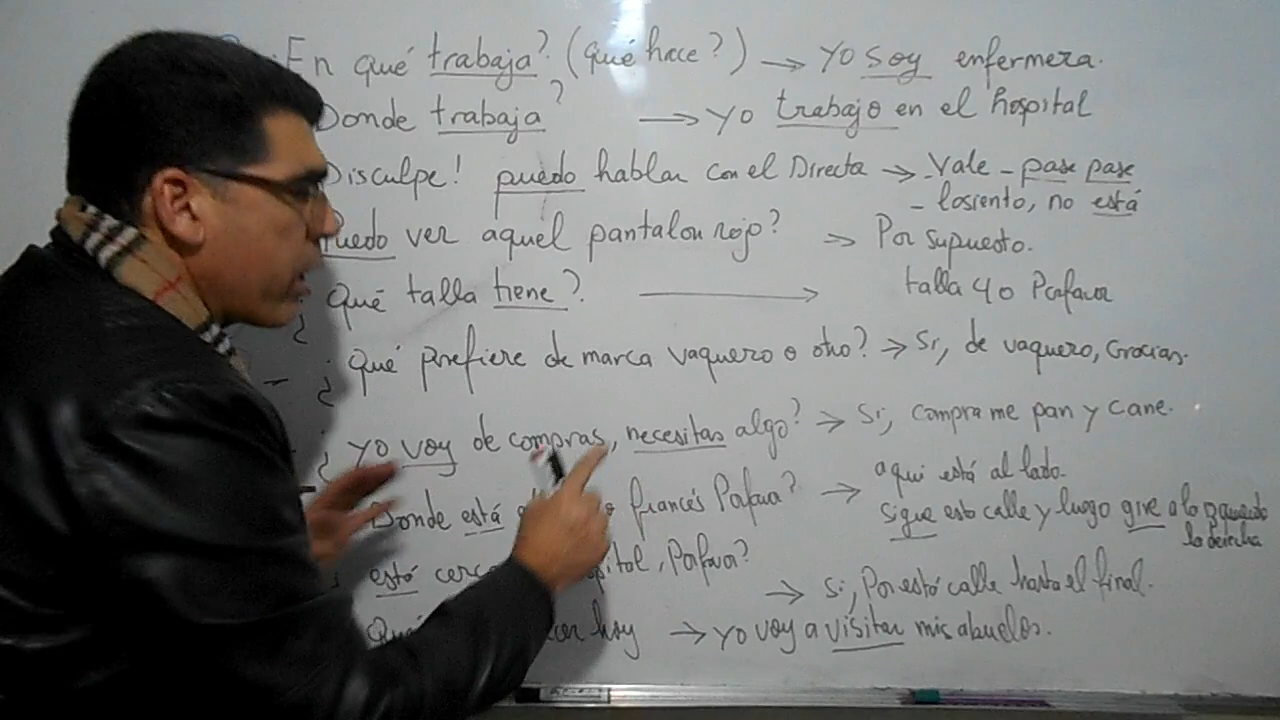 En qué trabaja? (qué hace?) → Yo soy enfermera.
Donde trabaja? → Yo trabajo en el hospital
Disculpe! puedo hablar con el Directa → - Vale - pase pase
- losiento, no está
Puedo ver aquel pantalon rojo? → Por supuesto.
¿Qué talla tiene? → talla 40 Porfavor
- ¿Qué prefiere de marca vaquero o otro? → Si, de vaquero, Gracias.
¿Yo voy de compras, necesitas algo? → Si, comprame pan y cane.
aqui está al lado.
Donde está francés Porfavor? → Sigue esta calle y luego gire a la izquierda
la derecha
está cerca Porfavor?
→ Si, Por está calle hasta el final.
Qué hoy → yo voy a visitar mis abuelos.